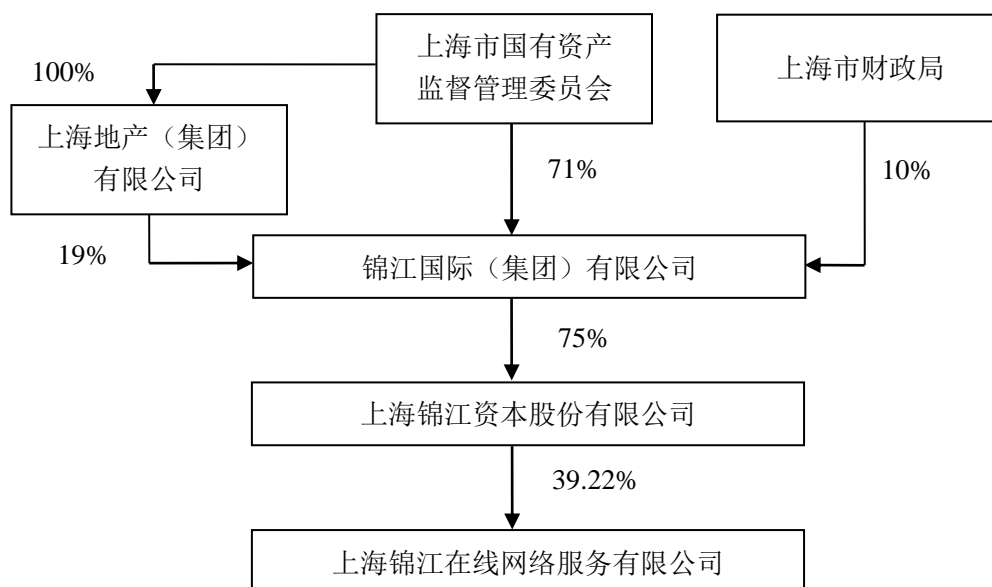 上海市国有资产
监督管理委员会
上海市财政局
100%
上海地产（集团）
有限公司
71%
10%
19%
锦江国际（集团）有限公司
75%
上海锦江资本股份有限公司
39.22%
上海锦江在线网络服务有限公司